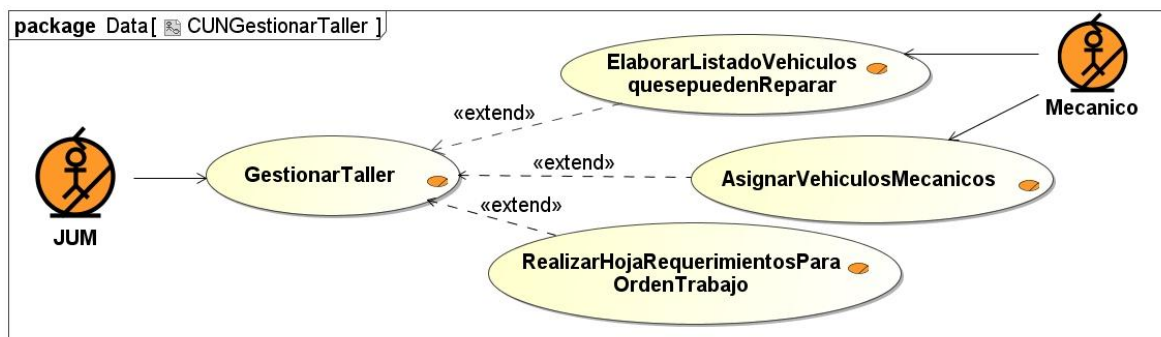 package Data[ CUNGestionarTaller ]
ElaborarListadoVehiculos
quesepuedenReparar
Mecanico
«extend»
GestionarTaller
«extend»
AsignarVehiculosMecanicos
«extend»
JUM
RealizarHojaRequerimientosPara
OrdenTrabajo